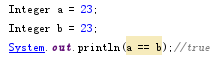 Integer a = 23;
Integer b = 23;
System.out.println(a == b);//true